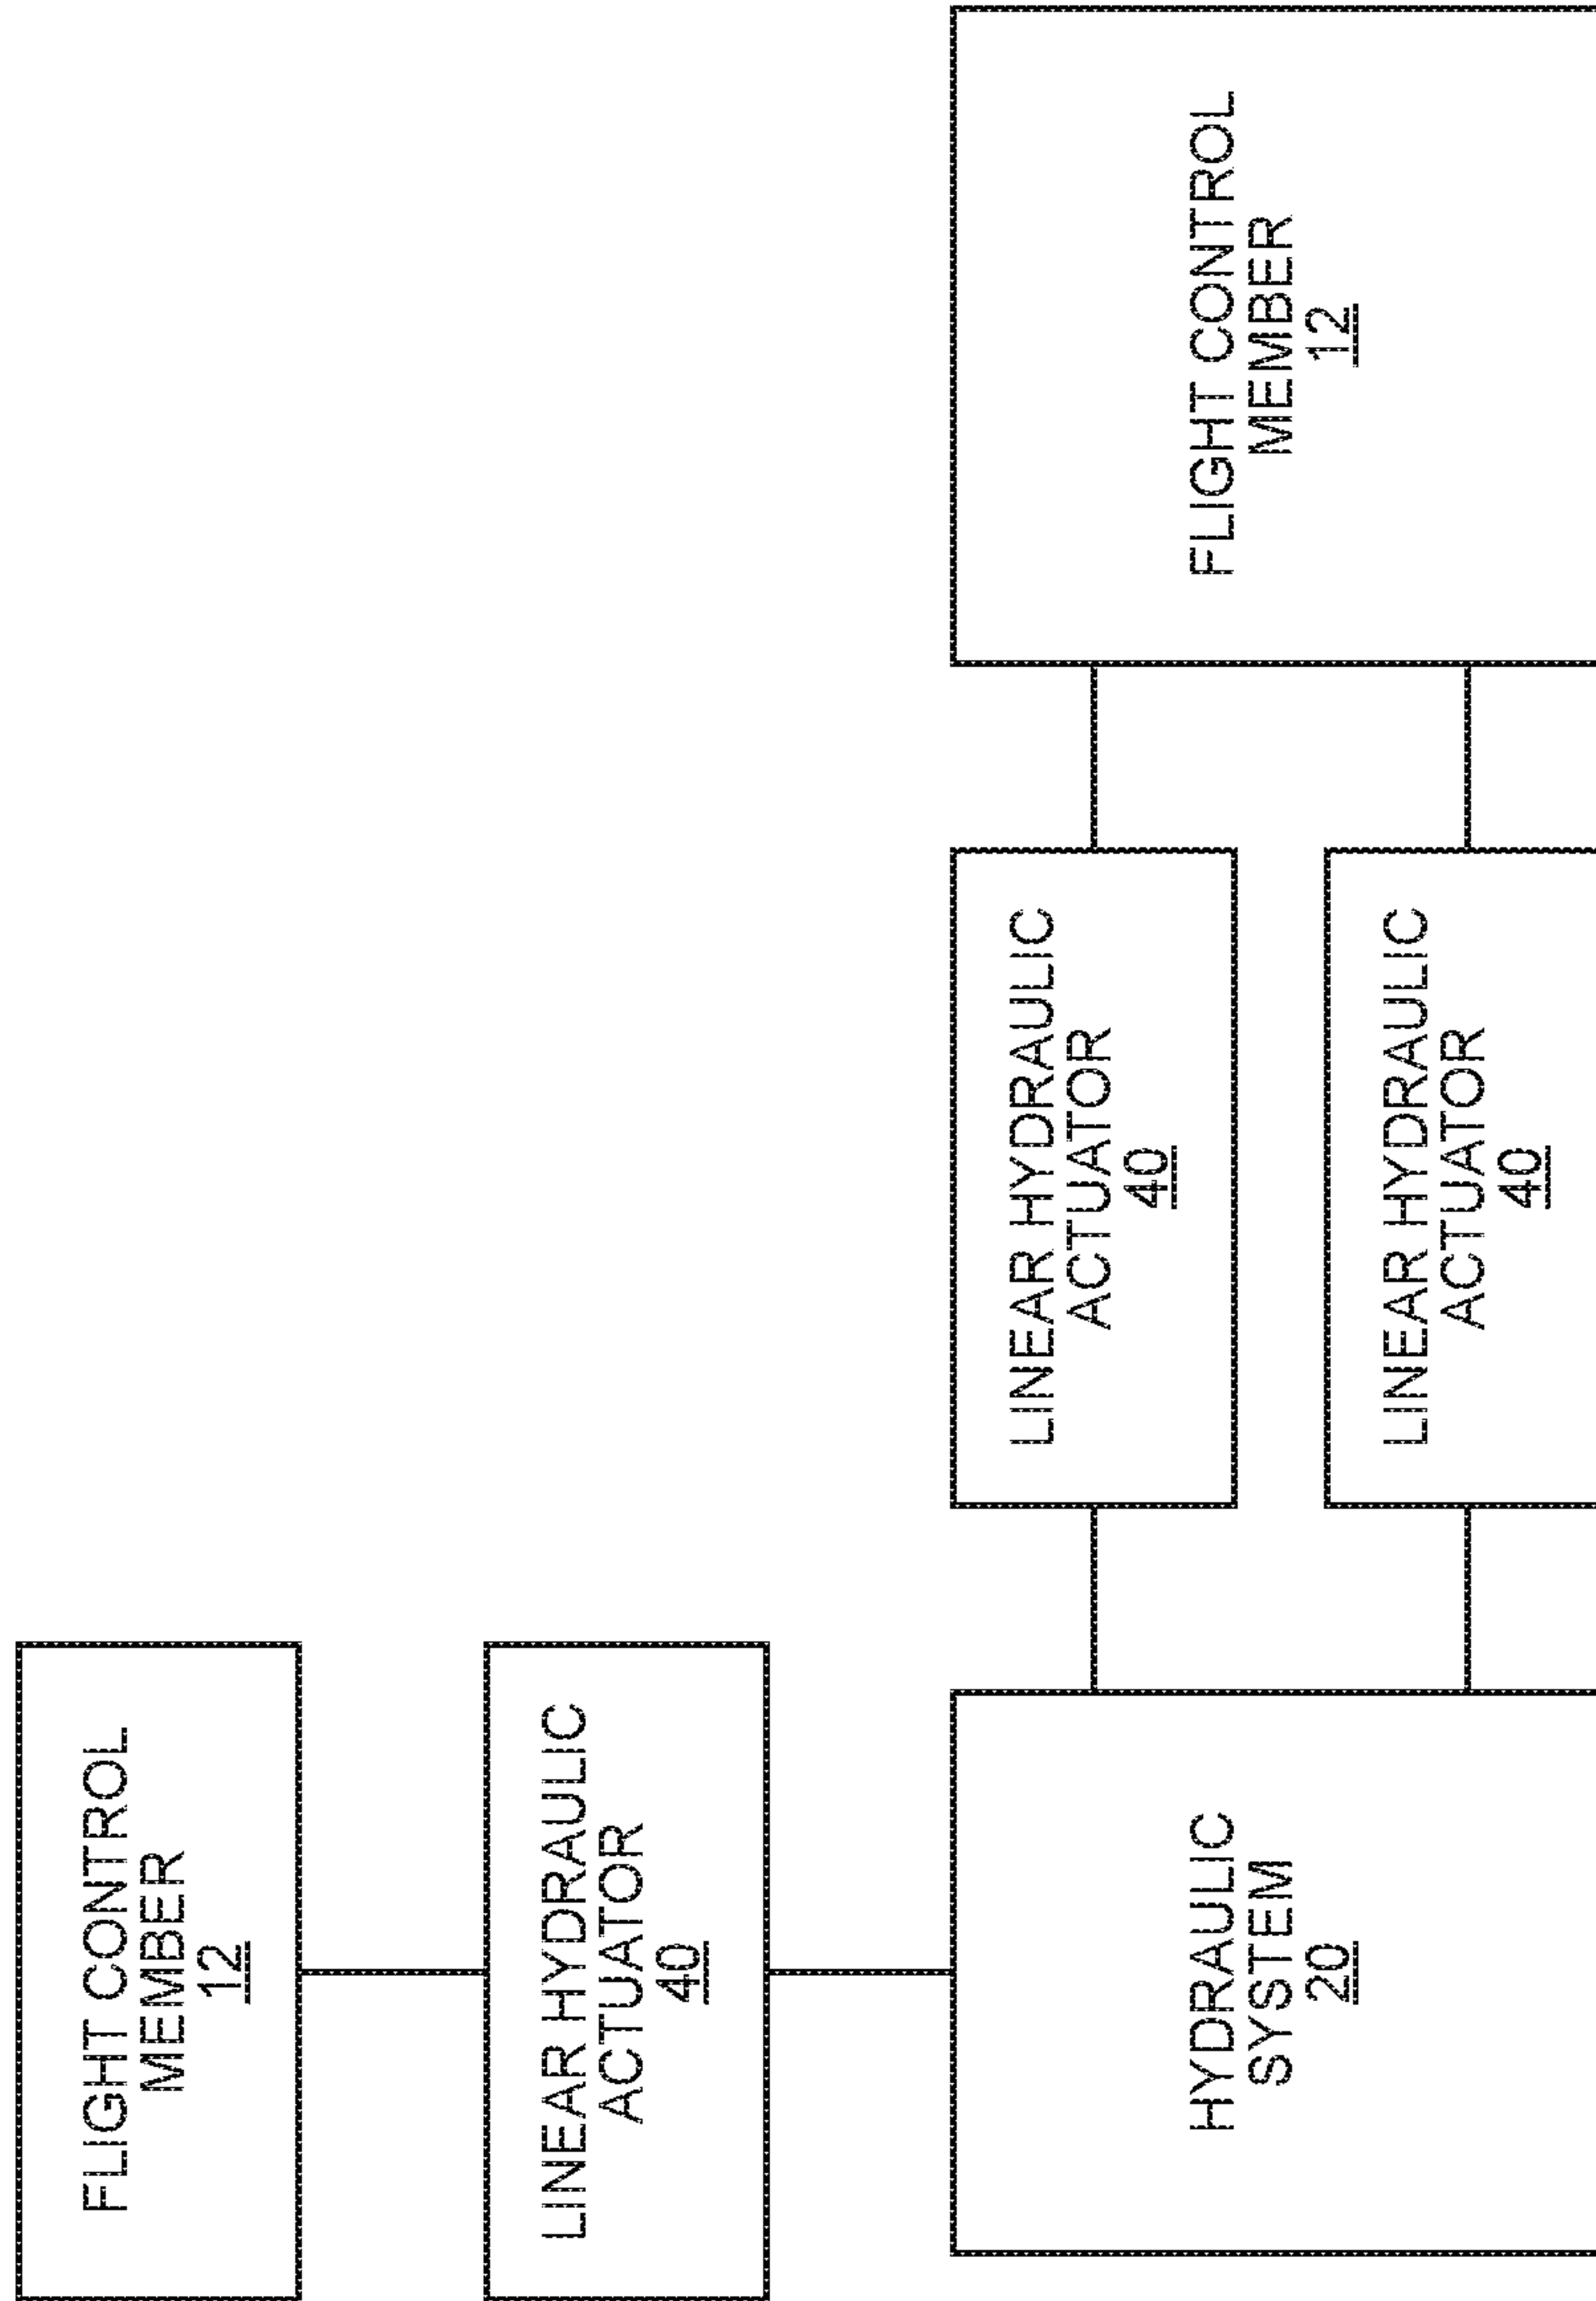 FLIGHT CONTROL
MEMBER
12
LINEAR HYDRAULIC
ACTUATOR
40
HYDRAULIC
SYSTEM
20
LINEAR HYDRAULIC
ACTUATOR
40
LINEAR HYDRAULIC
ACTUATOR
40
FLIGHT CONTROL
MEMBER
12